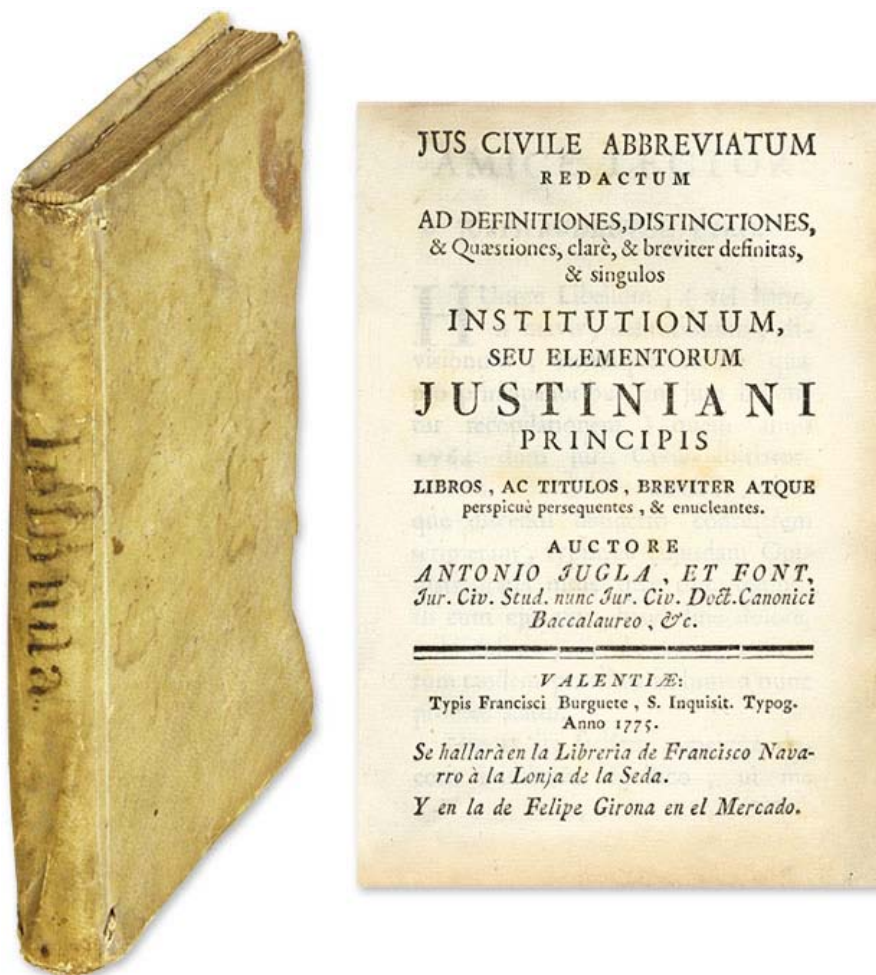 JUS CIVILE ABBREVIATUM
REDACTUM
AD DEFINITIONES, DISTINCTIONES,
& Quæstiones, clarè, & breviter definitas,
& singulos
INSTITUTIONUM,
SEU ELEMENTORUM
JUSTINIANI
PRINCIPIS
LIBROS, AC TITULOS, BREVITER ATQUE
perspicuè persequentes, & enucleantes.
AUCTORE
ANTONIO JUGLA, ET FONT,
Jur. Civ. Stud. nunc Jur. Civ. Doct. Canonici
Baccalaureo, &c.
VALENTIÆ:
Typis Francisci Burguete, S. Inquisit. Typog.
Anno 1775.
Se hallarà en la Libreria de Francisco Nava-
rro à la Lonja de la Seda.
Y en la de Felipe Girona en el Mercado.